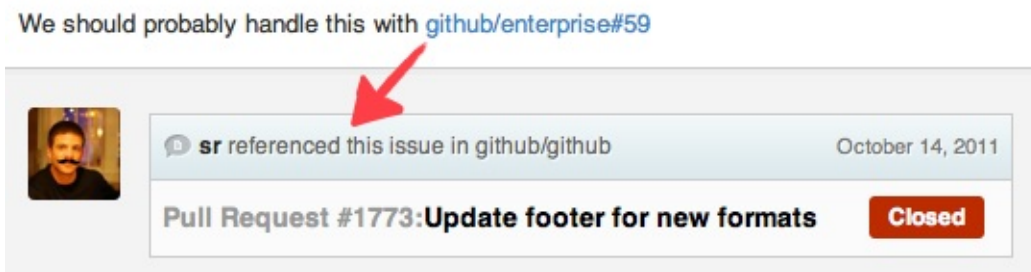 We should probably handle this with github/enterprise#59
sr referenced this issue in github/github October 14, 2011
Pull Request #1773:Update footer for new formats Closed